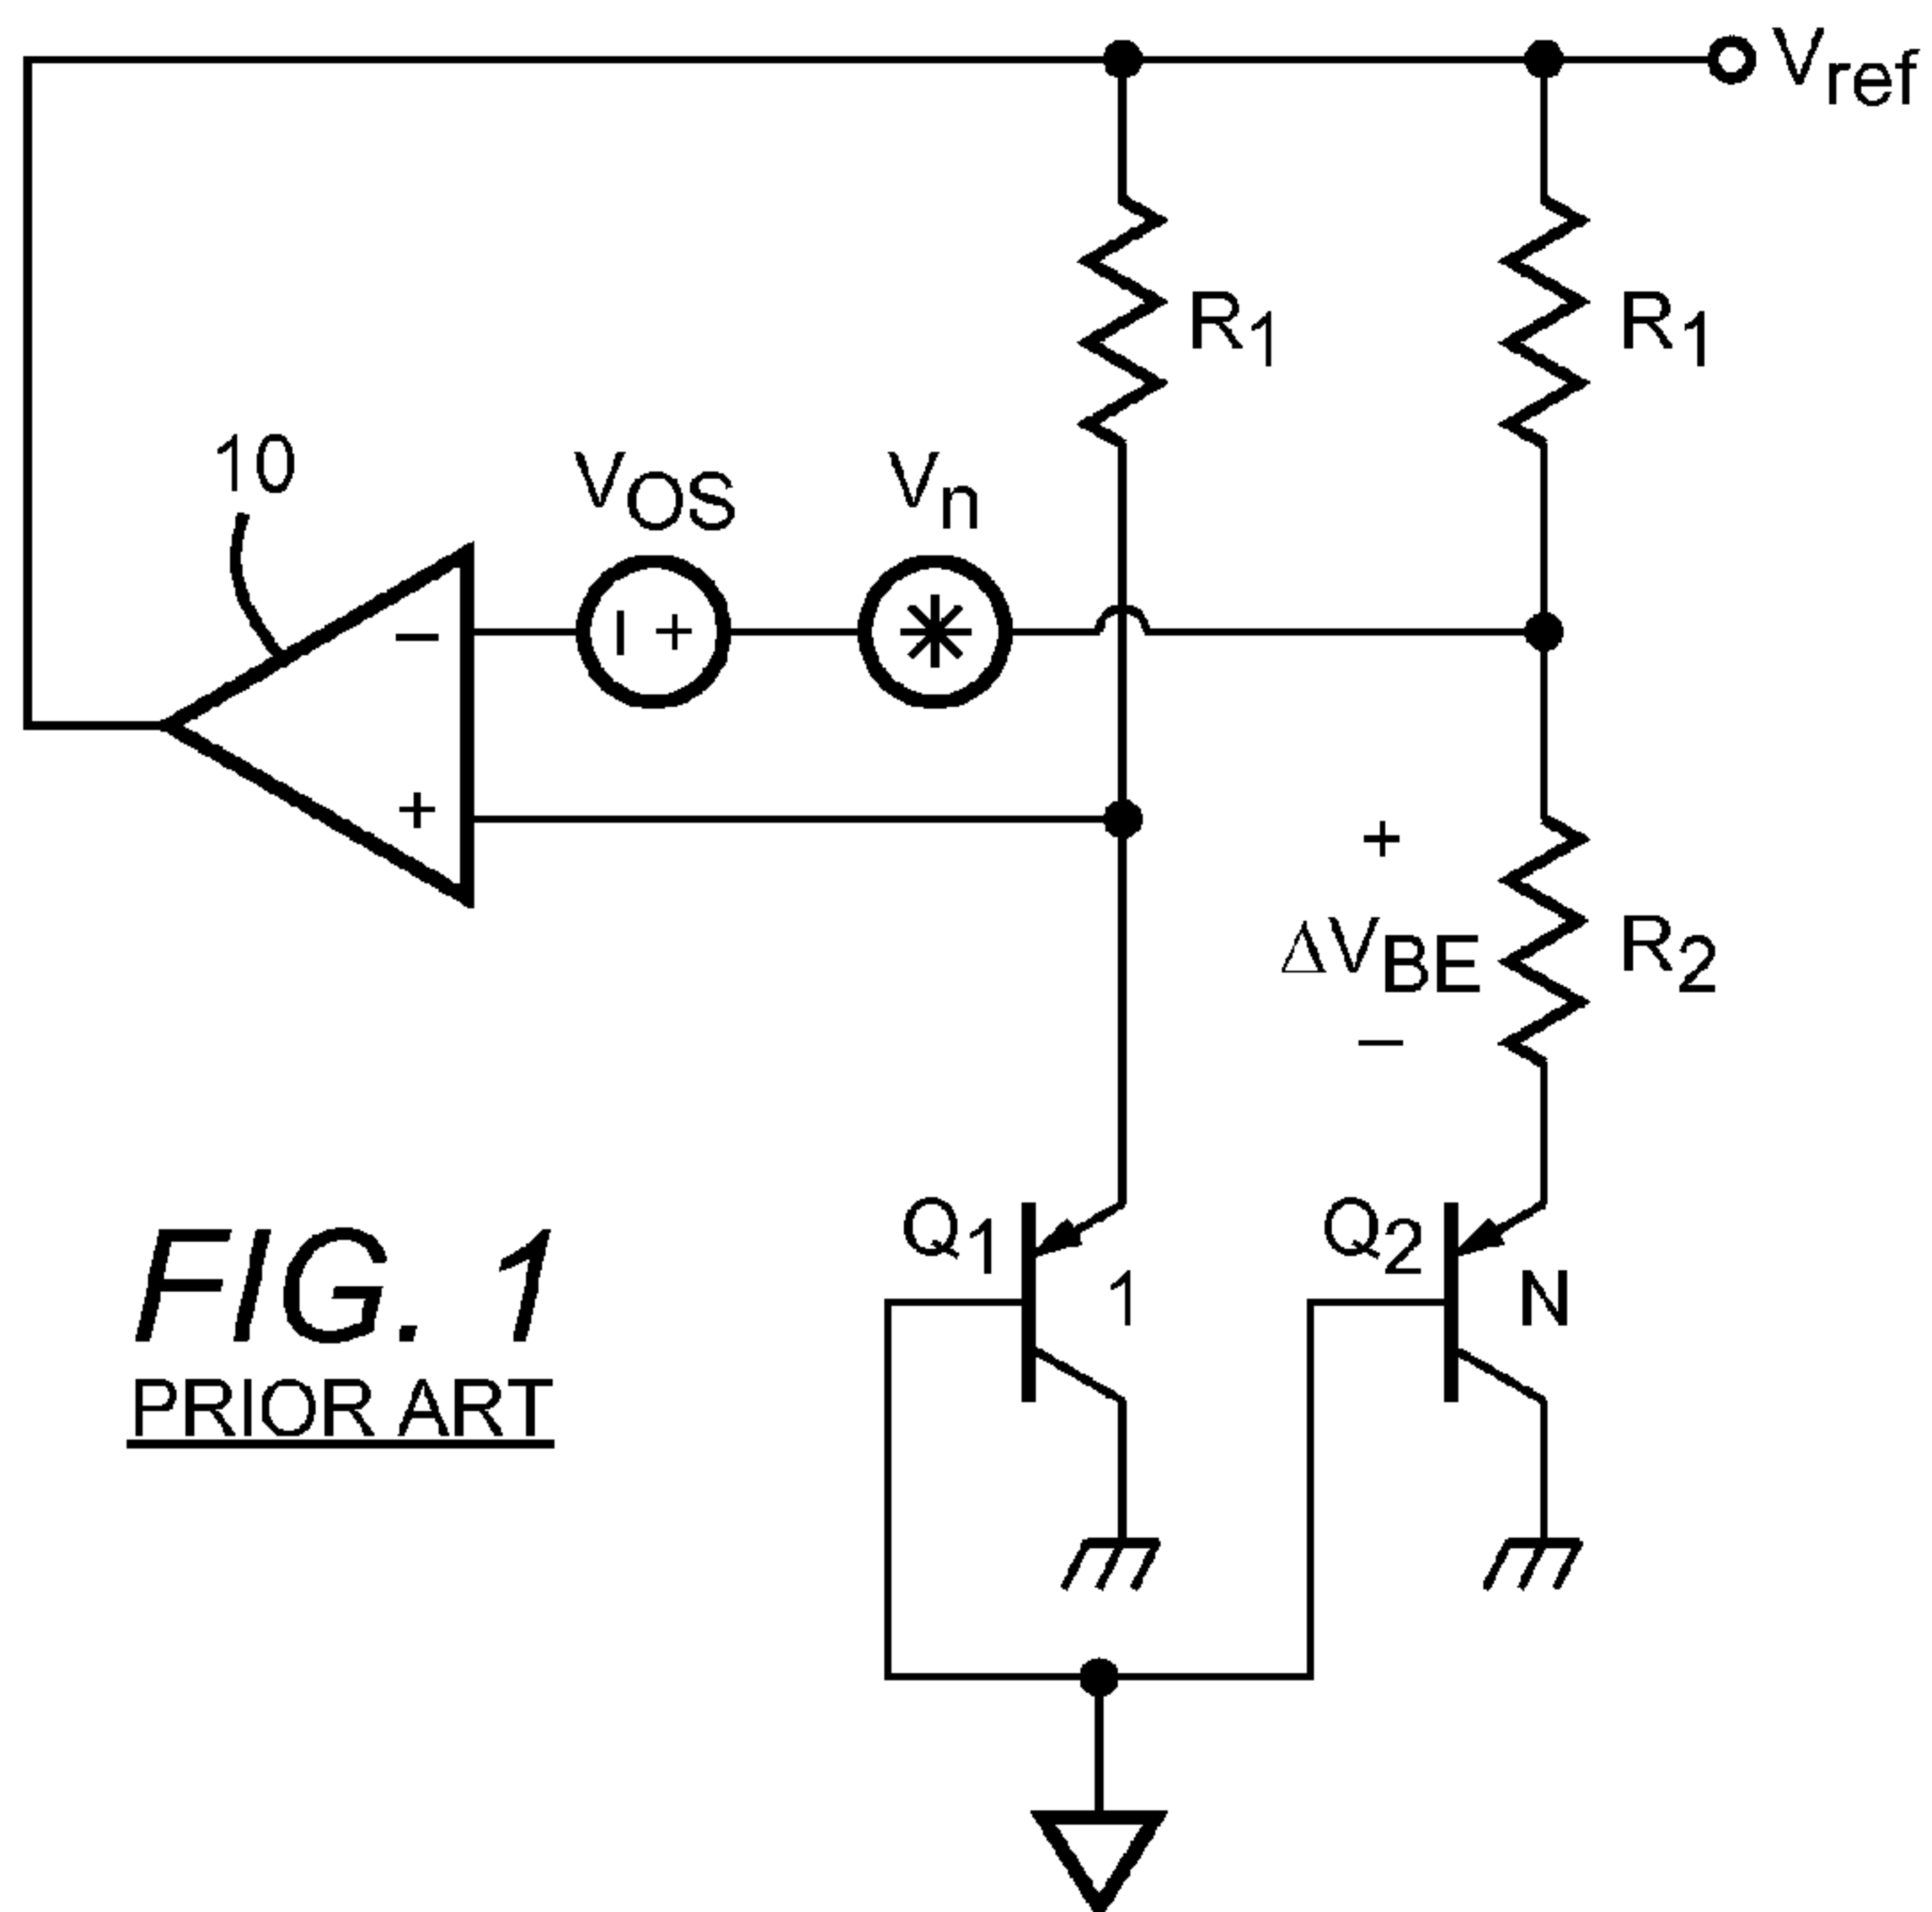 Vref
R1
R1
10
VOS
Vn
− +
−
+
+
ΔVBE
−
R2
Q1
1
Q2
N
FIG. 1
PRIOR ART